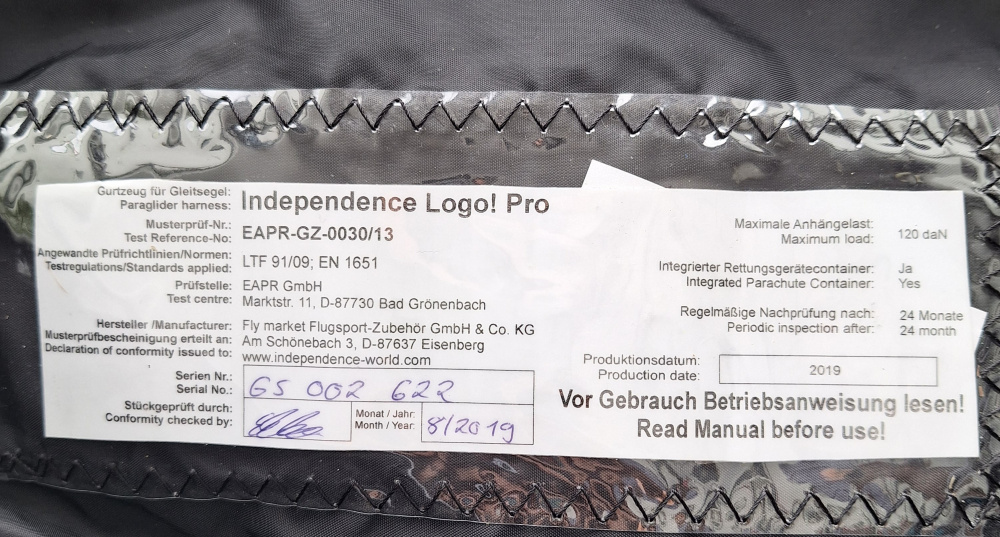 Gurtzeug für Gleitsegel:
Paraglider harness:
Independence Logo! Pro
Musterprüf-Nr.:
Test Reference-No:
EAPR-GZ-0030/13
Angewandte Prüfrichtlinien/Normen:
Testregulations/Standards applied:
LTF 91/09; EN 1651
Prüfstelle: EAPR GmbH
Test centre: Marktstr. 11, D-87730 Bad Grönenbach
Hersteller /Manufacturer: Fly market Flugsport-Zubehör GmbH & Co. KG
Musterprüfbescheinigung erteilt an: Am Schönebach 3, D-87637 Eisenberg
Declaration of conformity issued to: www.independence-world.com
Serien Nr.:
Serial No.:
GS 002 622
Stückgeprüft durch:
Conformity checked by:
Monat / Jahr:
Month / Year:
8/2019
Maximale Anhängelast:
Maximum load:
120 daN
Integrierter Rettungsgerätecontainer: Ja
Integrated Parachute Container: Yes
Regelmäßige Nachprüfung nach: 24 Monate
Periodic inspection after: 24 month
Produktionsdatum:
Production date:
2019
Vor Gebrauch Betriebsanweisung lesen!
Read Manual before use!